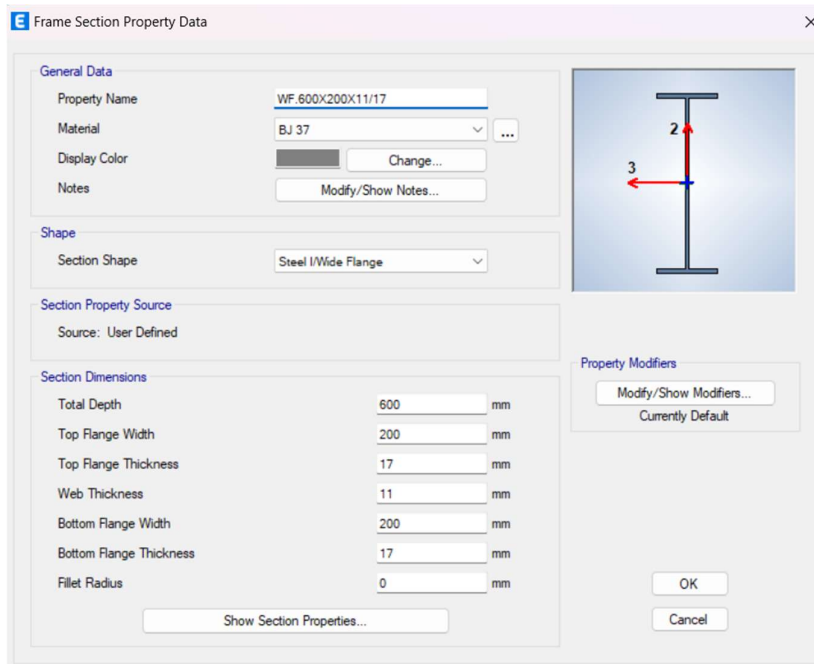 E Frame Section Property Data
General Data
Property Name WF.600X200X11/17
Material BJ 37 ...
Display Color Change...
Notes Modify/Show Notes...
Shape
Section Shape Steel I/Wide Flange
Section Property Source
Source: User Defined
Section Dimensions
Total Depth 600 mm
Top Flange Width 200 mm
Top Flange Thickness 17 mm
Web Thickness 11 mm
Bottom Flange Width 200 mm
Bottom Flange Thickness 17 mm
Fillet Radius 0 mm
Show Section Properties...
2
3
Property Modifiers
Modify/Show Modifiers...
Currently Default
OK
Cancel